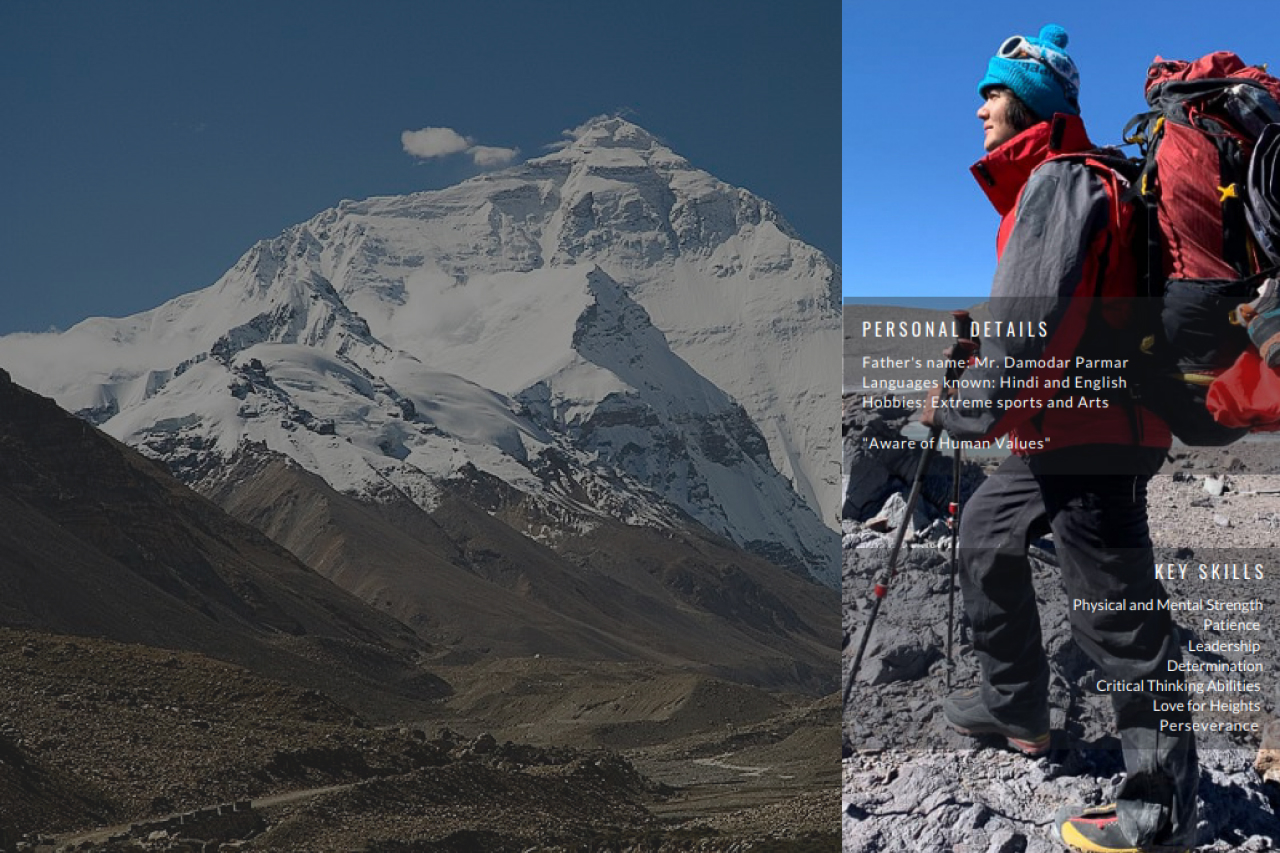 PERSONAL DETAILS
Father's name: Mr. Damodar Parmar
Languages known: Hindi and English
Hobbies: Extreme sports and Arts
"Aware of Human Values"
KEY SKILLS
Physical and Mental Strength
Patience
Leadership
Determination
Critical Thinking Abilities
Love for Heights
Perseverance